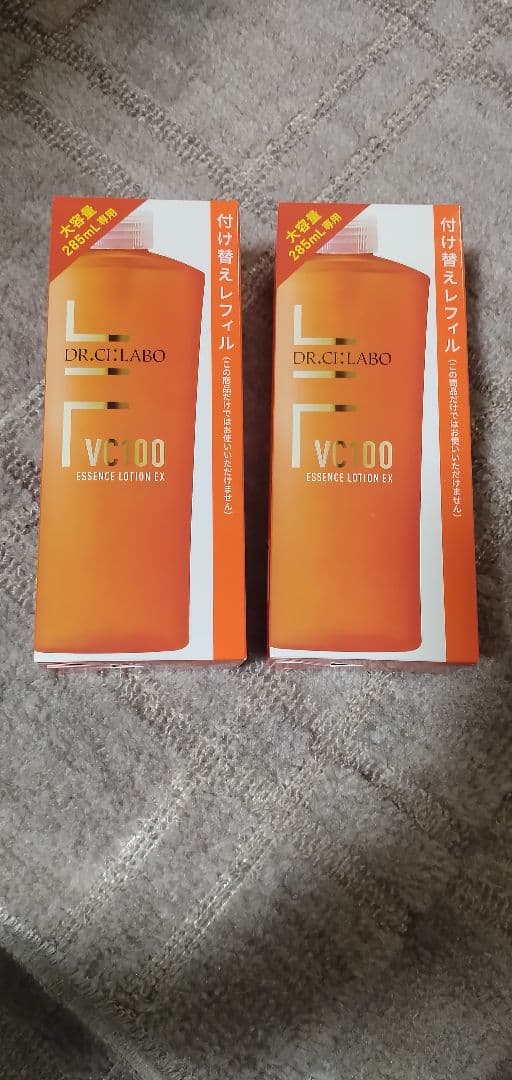 大容量
285mL専用
DR.CI:LABO
VC100
ESSENCE LOTION EX
付け替えレフィル(この商品だけではお使いいただけません)
大容量
285mL専用
DR.CI:LABO
VC100
ESSENCE LOTION EX
付け替えレフィル(この商品だけではお使いいただけません)